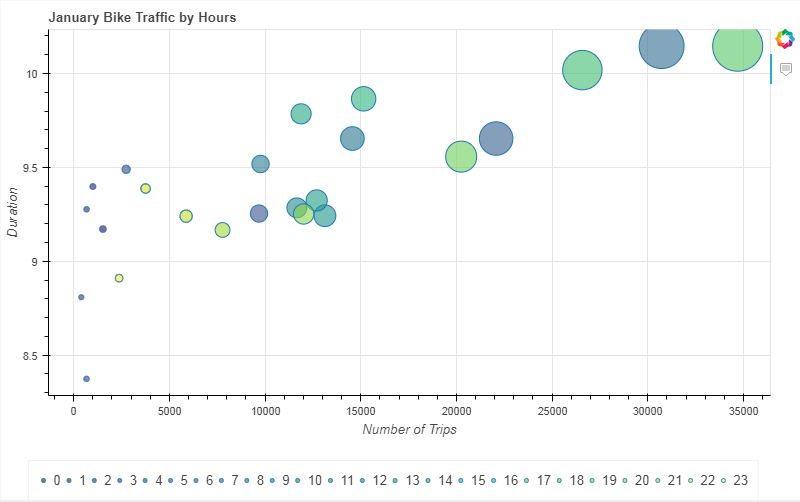 January Bike Traffic by Hours
10
9.5
9
8.5
Duration
0 5000 10000 15000 20000 25000 30000 35000
Number of Trips
0 1 2 3 4 5 6 7 8 9 10 11 12 13 14 15 16 17 18 19 20 21 22 23